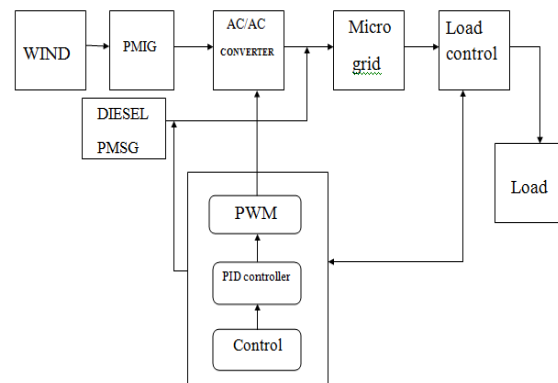 WIND
PMIG
AC/AC
CONVERTER
Micro
grid
Load
control
DIESEL
PMSG
Load
PWM
PID controller
Control